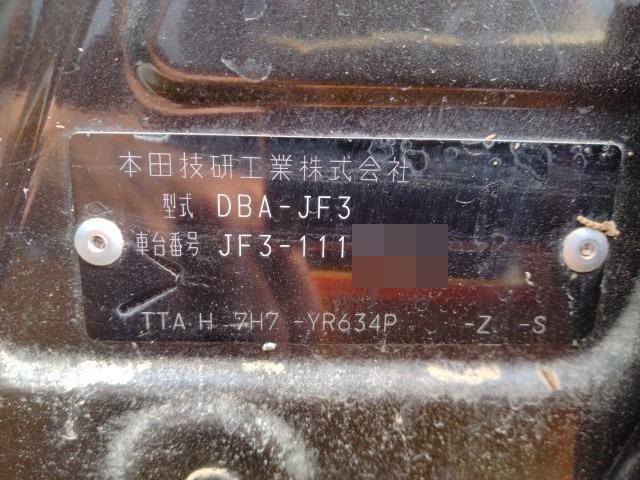 本田技研工業株式会社
型式 DBA-JF3
車台番号 JF3-111
TTA H 7H7 -YR634P -Z -S